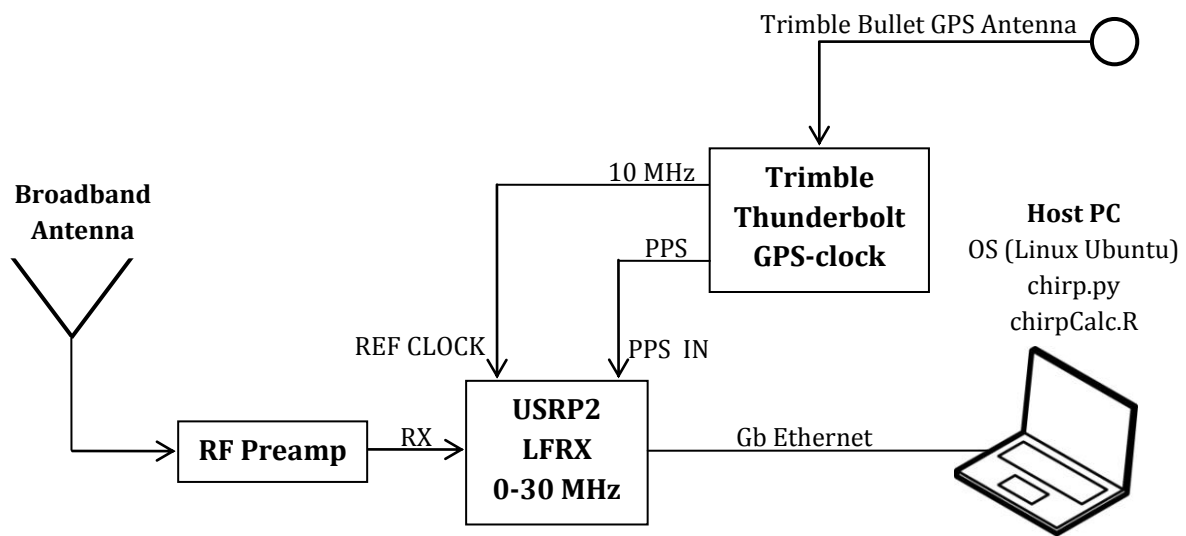 Trimble Bullet GPS Antenna
10 MHz
Trimble
Thunderbolt
GPS-clock
PPS
Broadband
Antenna
Host PC
OS (Linux Ubuntu)
chirp.py
chirpCalc.R
REF CLOCK
PPS IN
RF Preamp
RX
USRP2
LFRX
0-30 MHz
Gb Ethernet